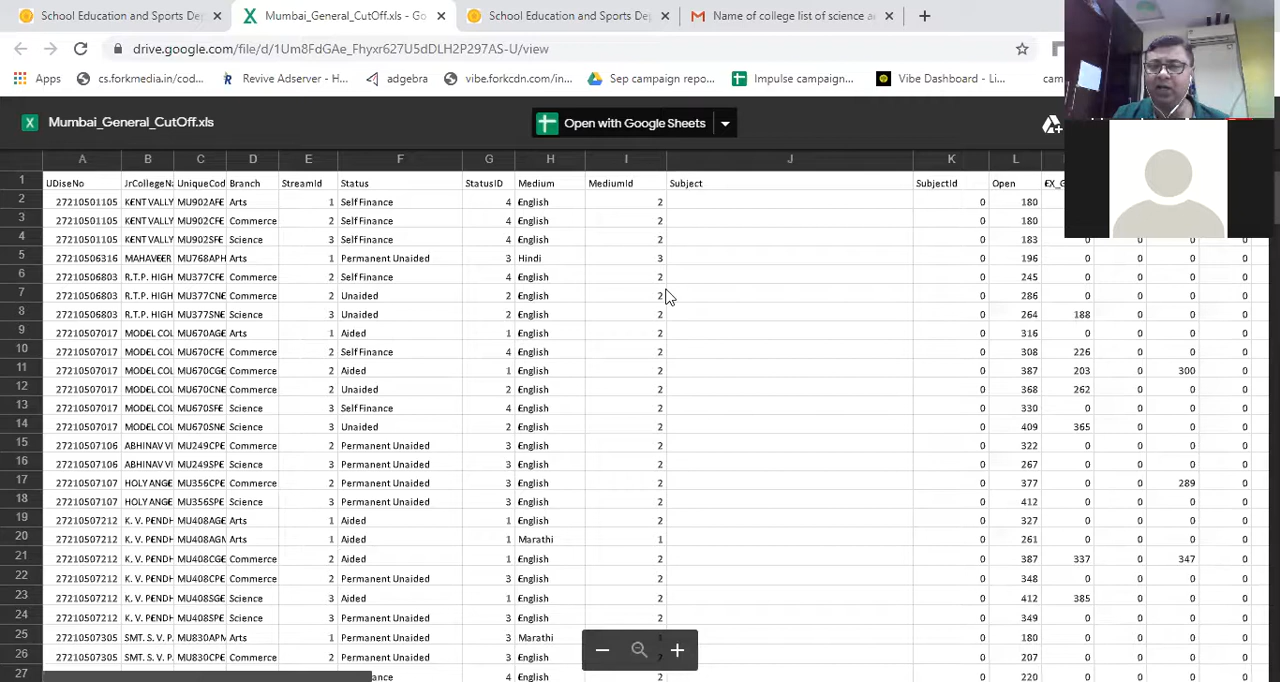 School Education and Sports Dep × Mumbai_General_CutOff.xls - Go × School Education and Sports Dep × Name of college list of science a ×
drive.google.com/file/d/1Um8FdGAe_Fhyxr627U5dDLH2P297AS-U/view
Apps cs.forkmedia.in/cod... Revive Adserver - H... adgebra vibe.forkcdn.com/in... Sep campaign repo... Impulse campaign... Vibe Dashboard - Li... cam
Mumbai_General_CutOff.xls Open with Google Sheets
A B C D E F G H I J K L
1 UDiseNo JrCollegeNa UniqueCod Branch StreamId Status StatusID Medium MediumId Subject SubjectId Open EX_G
2 27210501105 KENT VALLY MU902AFE Arts 1 Self Finance 4 English 2 0 180
3 27210501105 KENT VALLY MU902CFE Commerce 2 Self Finance 4 English 2 0 180
4 27210501105 KENT VALLY MU902SFE Science 3 Self Finance 4 English 2 0 183 0 0 0 0
5 27210506316 MAHAVEER MU768APH Arts 1 Permanent Unaided 3 Hindi 3 0 196 0 0 0 0
6 27210506803 R.T.P. HIGH MU377CFE Commerce 2 Self Finance 4 English 2 0 245 0 0 0 0
7 27210506803 R.T.P. HIGH MU377CNE Commerce 2 Unaided 2 English 2 0 286 0 0 0 0
8 27210506803 R.T.P. HIGH MU377SNE Science 3 Unaided 2 English 2 0 264 188 0 0 0
9 27210507017 MODEL COL MU670AGE Arts 1 Aided 1 English 2 0 316 0 0 0 0
10 27210507017 MODEL COL MU670CFE Commerce 2 Self Finance 4 English 2 0 308 226 0 0 0
11 27210507017 MODEL COL MU670CGE Commerce 2 Aided 1 English 2 0 387 203 0 300 0
12 27210507017 MODEL COL MU670CNE Commerce 2 Unaided 2 English 2 0 368 262 0 0 0
13 27210507017 MODEL COL MU670SFE Science 3 Self Finance 4 English 2 0 330 0 0 0 0
14 27210507017 MODEL COL MU670SNE Science 3 Unaided 2 English 2 0 409 365 0 0 0
15 27210507106 ABHINAV VI MU249CPE Commerce 2 Permanent Unaided 3 English 2 0 322 0 0 0 0
16 27210507106 ABHINAV VI MU249SPE Science 3 Permanent Unaided 3 English 2 0 267 0 0 0 0
17 27210507107 HOLY ANGE MU356CPE Commerce 2 Permanent Unaided 3 English 2 0 377 0 0 289 0
18 27210507107 HOLY ANGE MU356SPE Science 3 Permanent Unaided 3 English 2 0 412 0 0 0 0
19 27210507212 K. V. PENDH MU408AGE Arts 1 Aided 1 English 2 0 327 0 0 0 0
20 27210507212 K. V. PENDH MU408AGM Arts 1 Aided 1 Marathi 1 0 261 0 0 0 0
21 27210507212 K. V. PENDH MU408CGE Commerce 2 Aided 1 English 2 0 387 337 0 347 0
22 27210507212 K. V. PENDH MU408CPE Commerce 2 Permanent Unaided 3 English 2 0 348 0 0 0 0
23 27210507212 K. V. PENDH MU408SGE Science 3 Aided 1 English 2 0 412 385 0 0 0
24 27210507212 K. V. PENDH MU408SPE Science 3 Permanent Unaided 3 English 2 0 349 0 0 0 0
25 27210507305 SMT. S. V. P. MU830APM Arts 1 Permanent Unaided 3 Marathi 0 180 0 0 0 0
26 27210507305 SMT. S. V. P. MU830CPE Commerce 2 Permanent Unaided 3 English 0 207 0 0 0 0
27 4 English 2 0 220 0 0 0 0